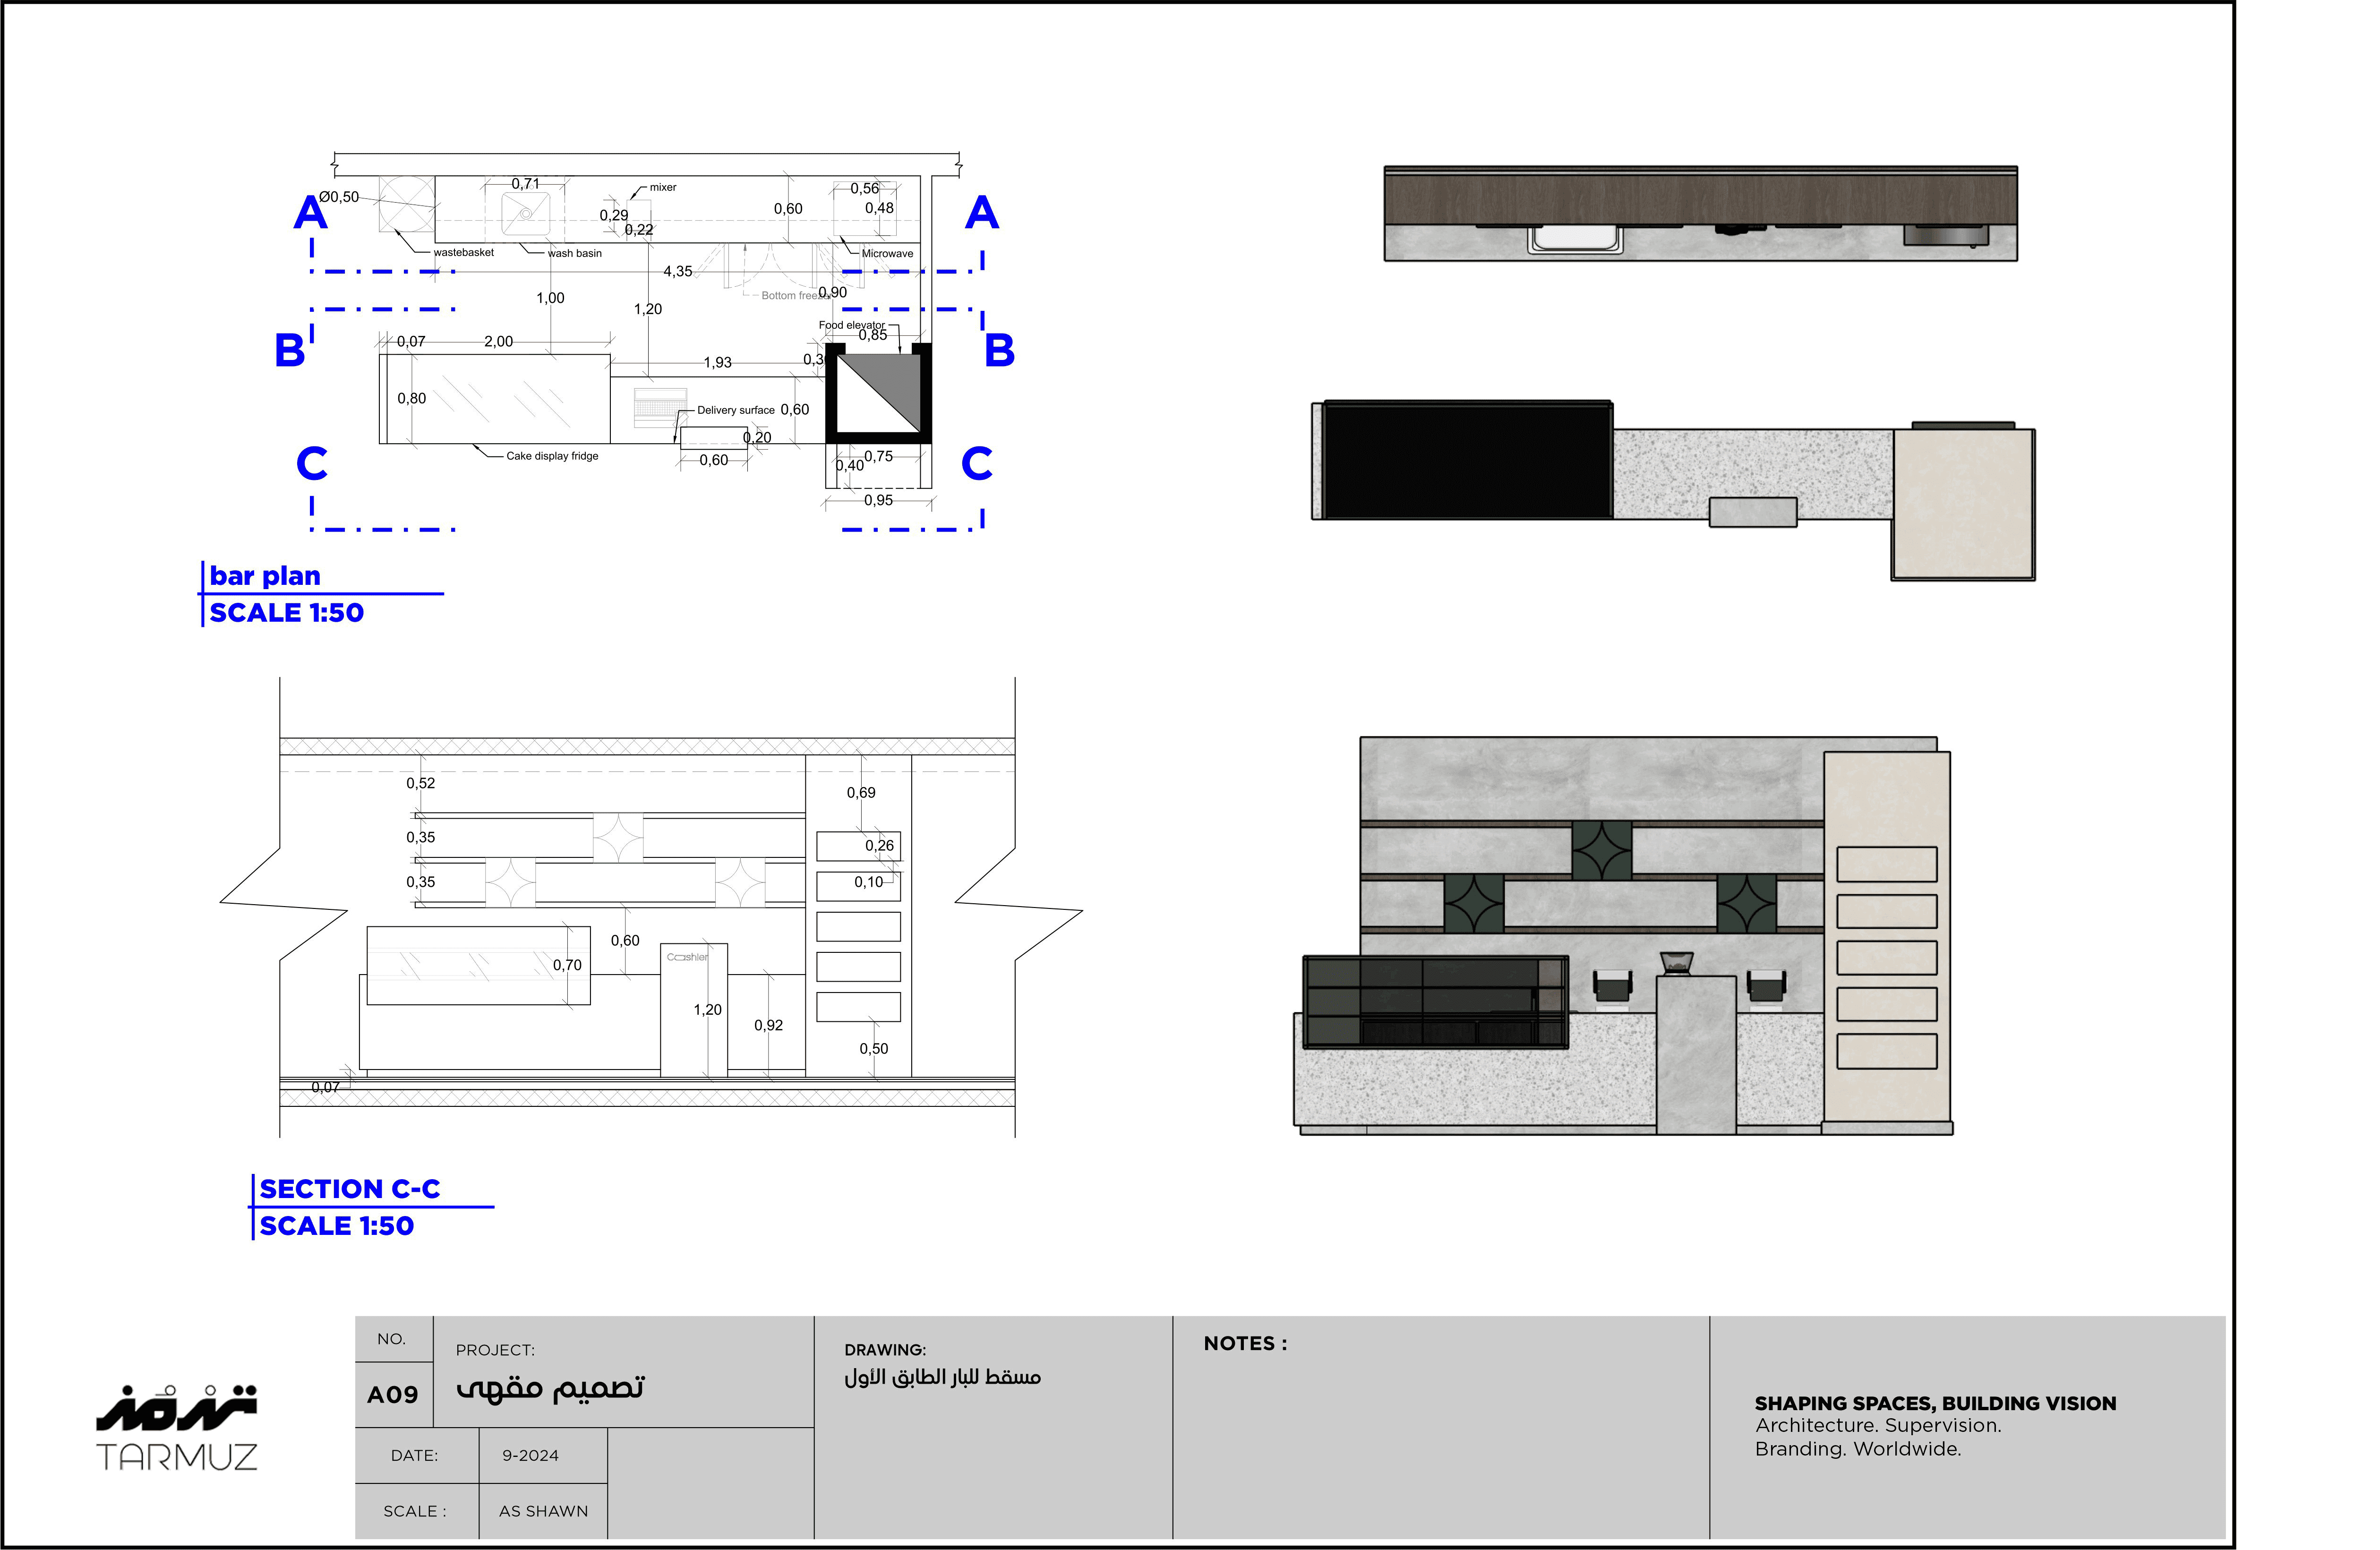 0,71
mixer
0,56
Ø0,50
0,29
0,60
0,48
A
A
0,22
wastebasket
wash basin
Microwave
4,35
1,00
Bottom freeze
0,90
1,20
Food elevator
0,85
B
B
0,07
2,00
1,93
0,80
Delivery surface
0,60
0,20
Cake display fridge
0,60
0,75
0,40
C
C
0,95
bar plan
SCALE 1:50
0,52
0,69
0,35
0,26
0,35
0,10
0,60
0,70
1,20
0,92
0,50
0,07
SECTION C-C
SCALE 1:50
ترمز
TARMUZ
NO.
A09
PROJECT:
تصميم مقهى
DATE:
9-2024
SCALE :
AS SHAWN
DRAWING:
مسقط للبار الطابق الأول
NOTES :
SHAPING SPACES, BUILDING VISION
Architecture. Supervision.
Branding. Worldwide.